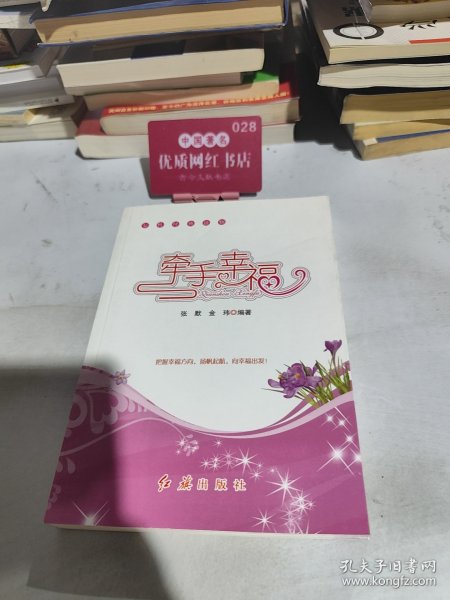 028
中国著名
优质网红书店
牵手幸福
张 默 金 玮◎编著
把握幸福方向，扬帆起航，向幸福出发！
红旗出版社
孔夫子旧书网
www.kongfz.com